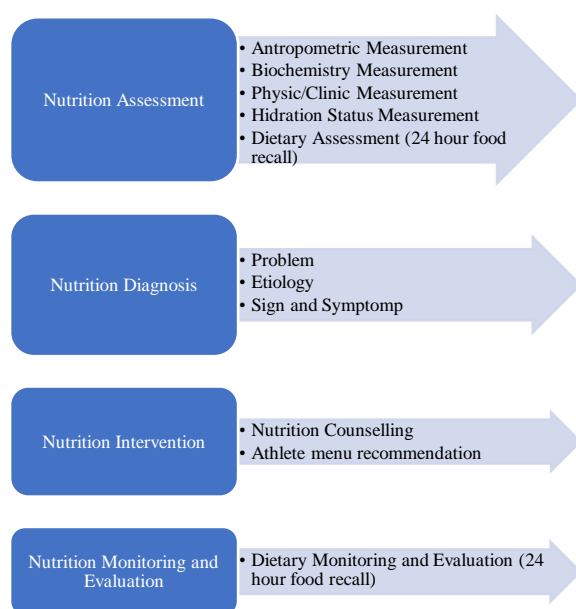 Nutrition Assessment
• Antropometric Measurement
• Biochemistry Measurement
• Physic/Clinic Measurement
• Hidration Status Measurement
• Dietary Assessment (24 hour food
recall)
Nutrition Diagnosis
• Problem
• Etiology
• Sign and Symptomp
Nutrition Intervention
• Nutrition Counselling
• Athlete menu recommendation
Nutrition Monitoring and
Evaluation
• Dietary Monitoring and Evaluation (24
hour food recall)